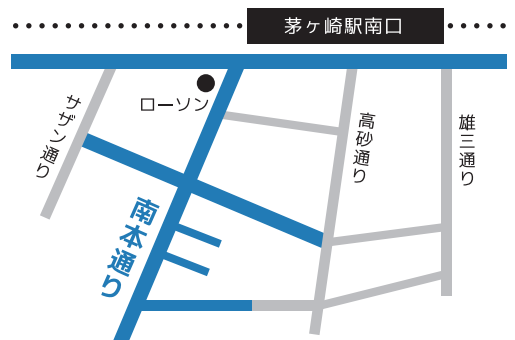 茅ヶ崎駅南口
ローソン
サザン通り
高砂通り
雄三通り
南本通り